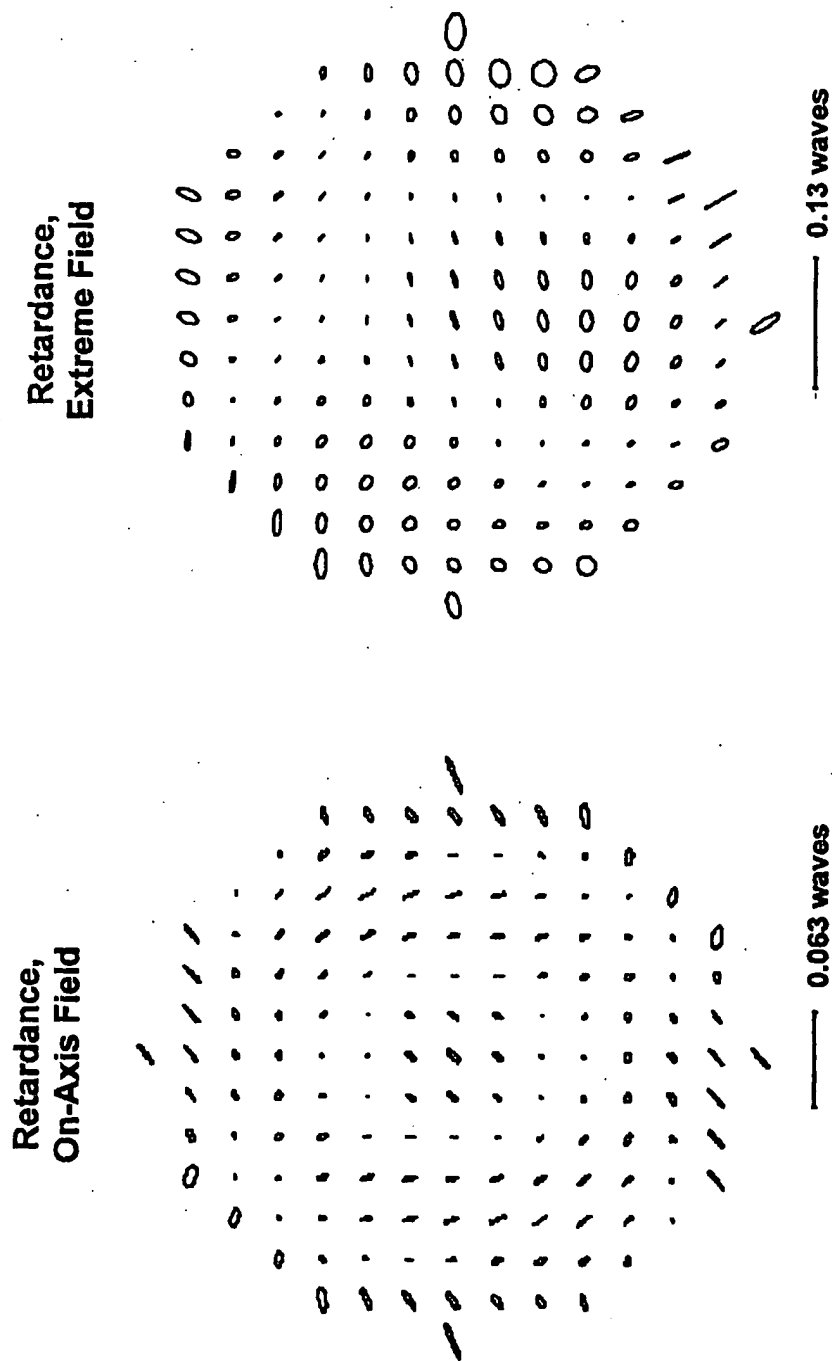 Retardance,
On-Axis Field
0.063 waves
Retardance,
Extreme Field
0.13 waves